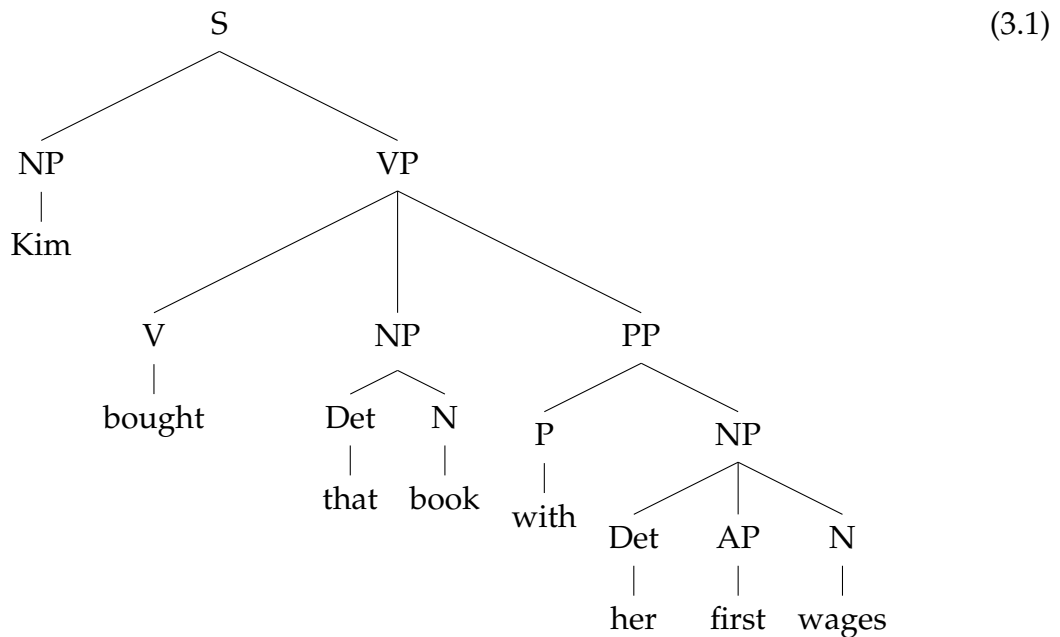 S (3.1)
NP VP
Kim
V NP PP
bought Det N P NP
that book with
Det AP N
her first wages